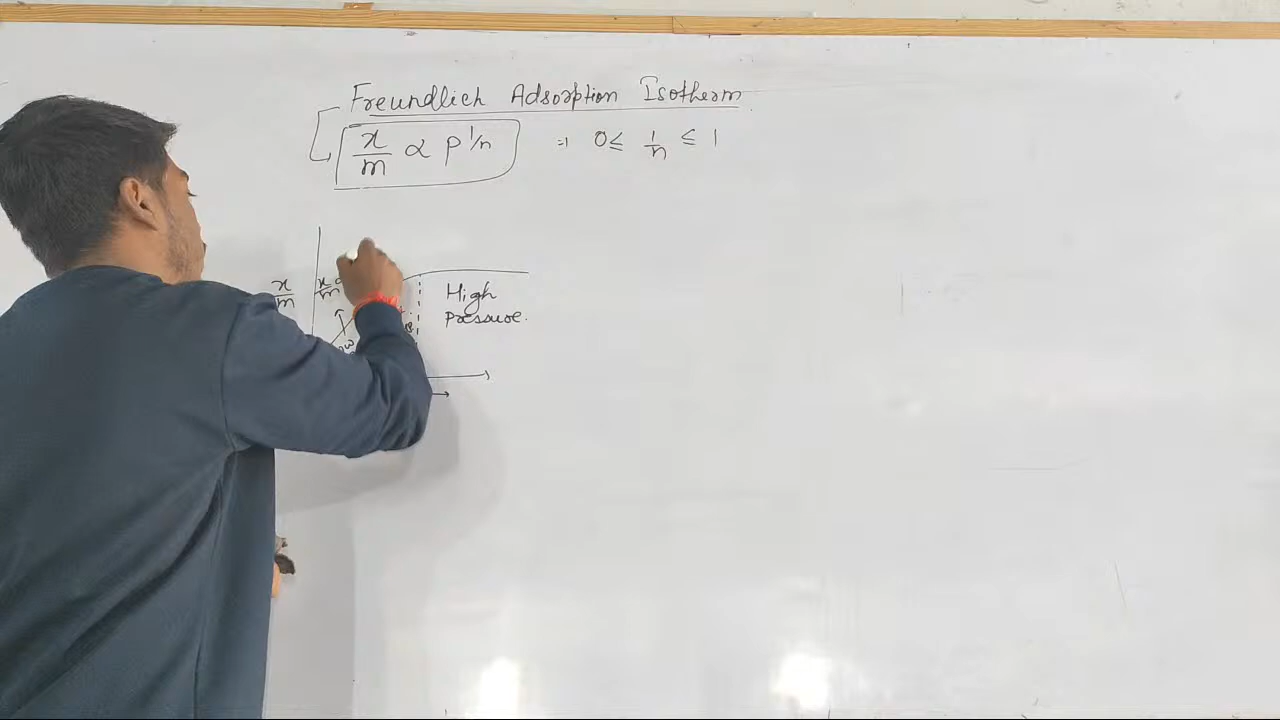 Freundlich Adsorption Isotherm
x/m ∝ P^1/n => 0 ≤ 1/n ≤ 1
x/m
x/m ∝
High
Pressure.